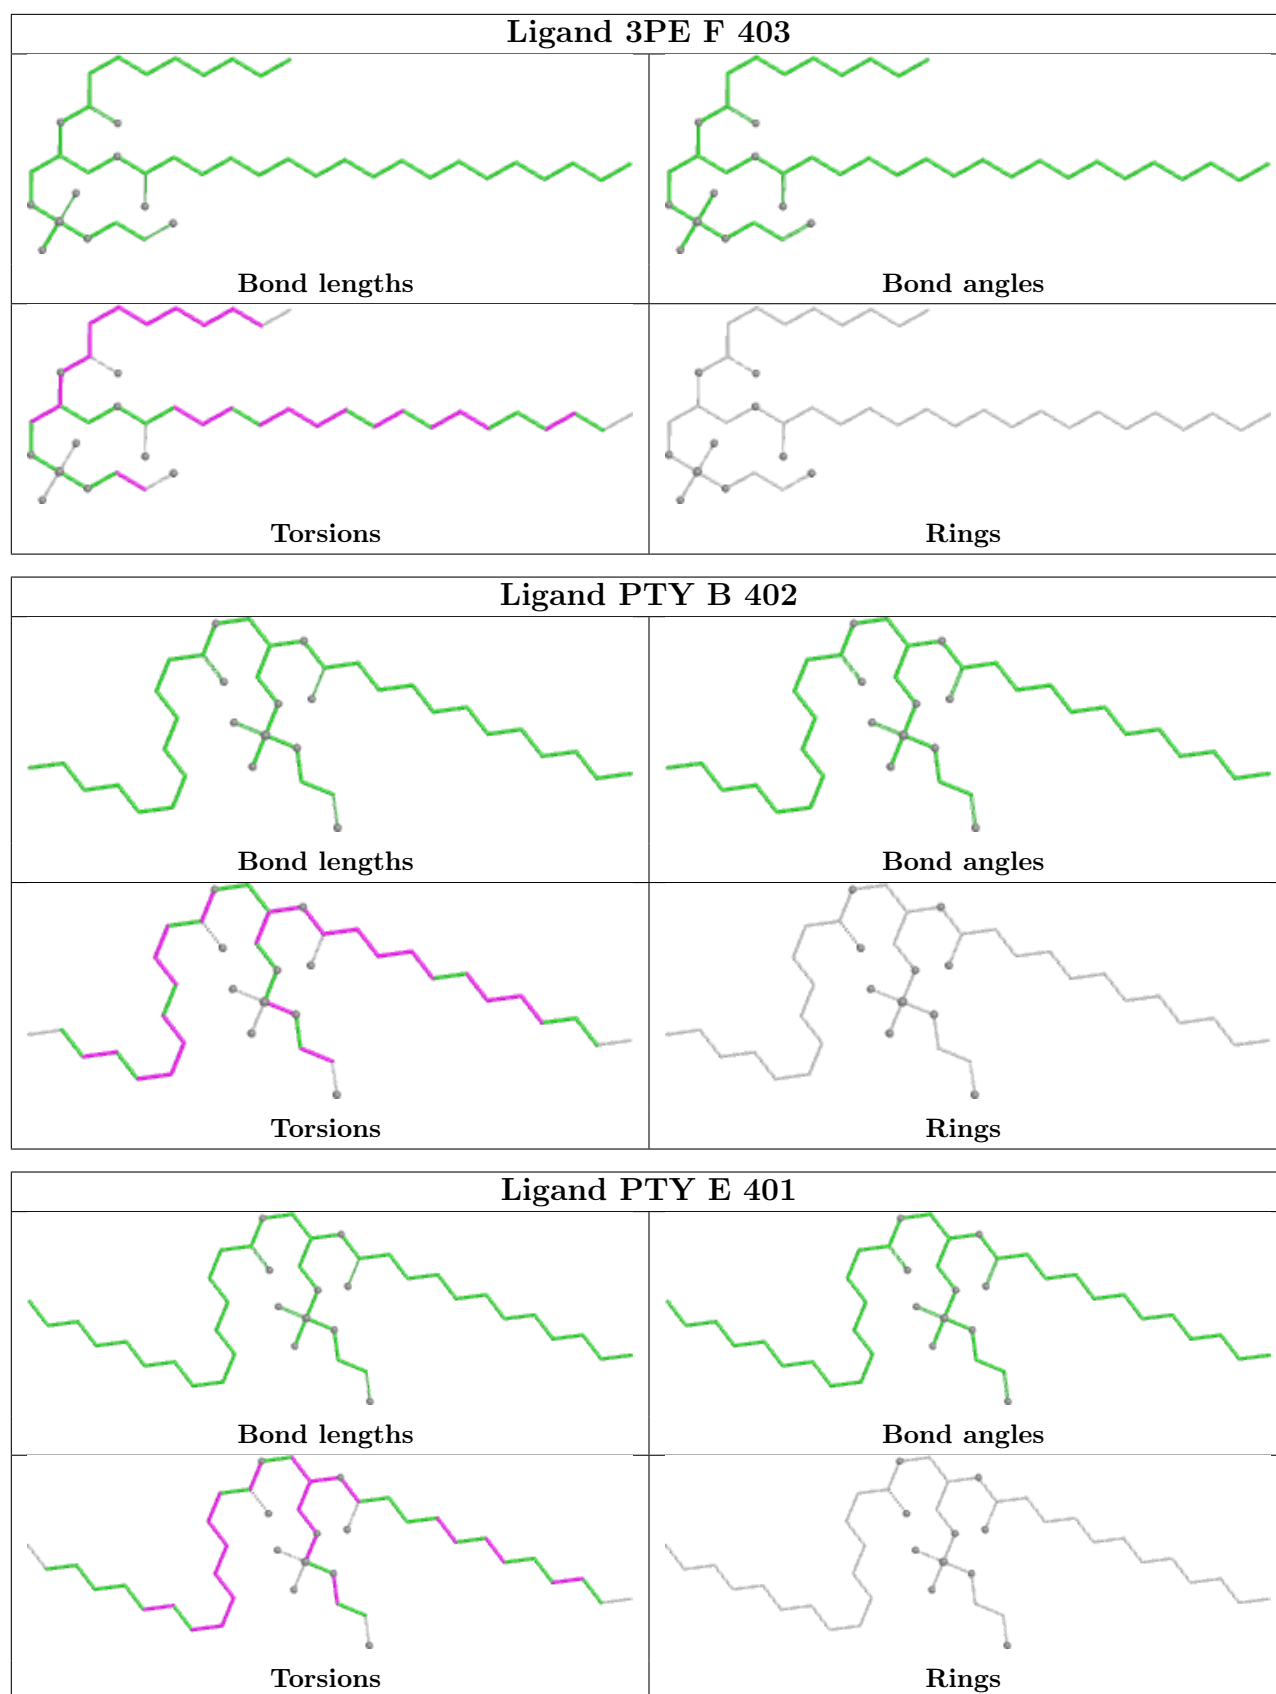 Ligand 3PE F 403
Bond lengths
Bond angles
Torsions
Rings
Ligand PTY B 402
Bond lengths
Bond angles
Torsions
Rings
Ligand PTY E 401
Bond lengths
Bond angles
Torsions
Rings